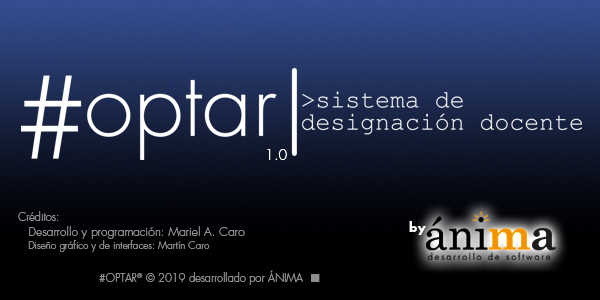 #optar
1.0
>sistema de
designación docente
Créditos:
Desarrollo y programación: Mariel A. Caro
Diseño gráfico y de interfaces: Martín Caro
by
ánima
desarrollo de software
#OPTAR® © 2019 desarrollado por ÁNIMA